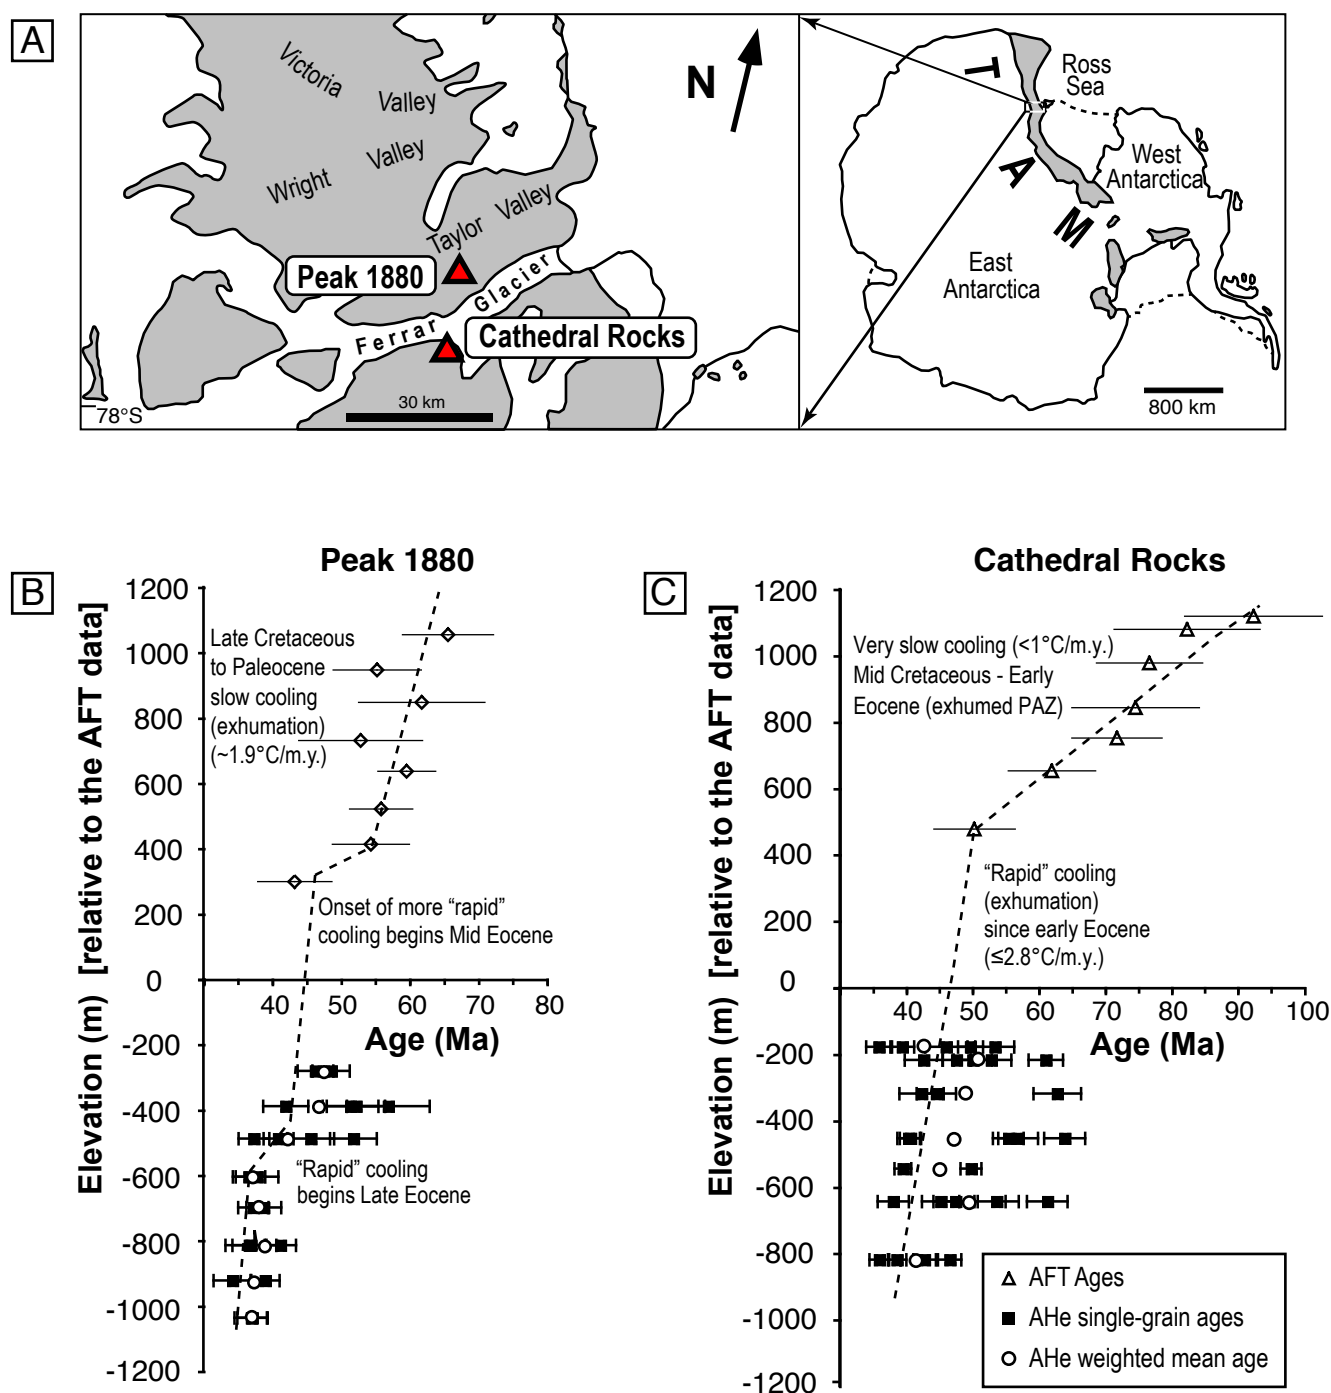 A
Victoria
Valley
Wright
Valley
Taylor
Valley
Peak 1880
Ferrar
Glacier
Cathedral Rocks
78°S
30 km
N
T
A
M
Ross
Sea
West
Antarctica
East
Antarctica
800 km
B
Peak 1880
Elevation (m) [relative to the AFT data]
1200
1000
800
600
400
200
0
-200
-400
-600
-800
-1000
-1200
Late Cretaceous
to Paleocene
slow cooling
(exhumation)
(~1.9°C/m.y.)
Onset of more “rapid”
cooling begins Mid Eocene
40 50 60 70 80
Age (Ma)
“Rapid” cooling
begins Late Eocene
C
Cathedral Rocks
Elevation (m) [relative to the AFT data]
1200
1000
800
600
400
200
0
-200
-400
-600
-800
-1000
-1200
Very slow cooling (<1°C/m.y.)
Mid Cretaceous - Early
Eocene (exhumed PAZ)
“Rapid” cooling
(exhumation)
since early Eocene
(≤2.8°C/m.y.)
40 50 60 70 80 90 100
Age (Ma)
AFT Ages
AHe single-grain ages
AHe weighted mean age